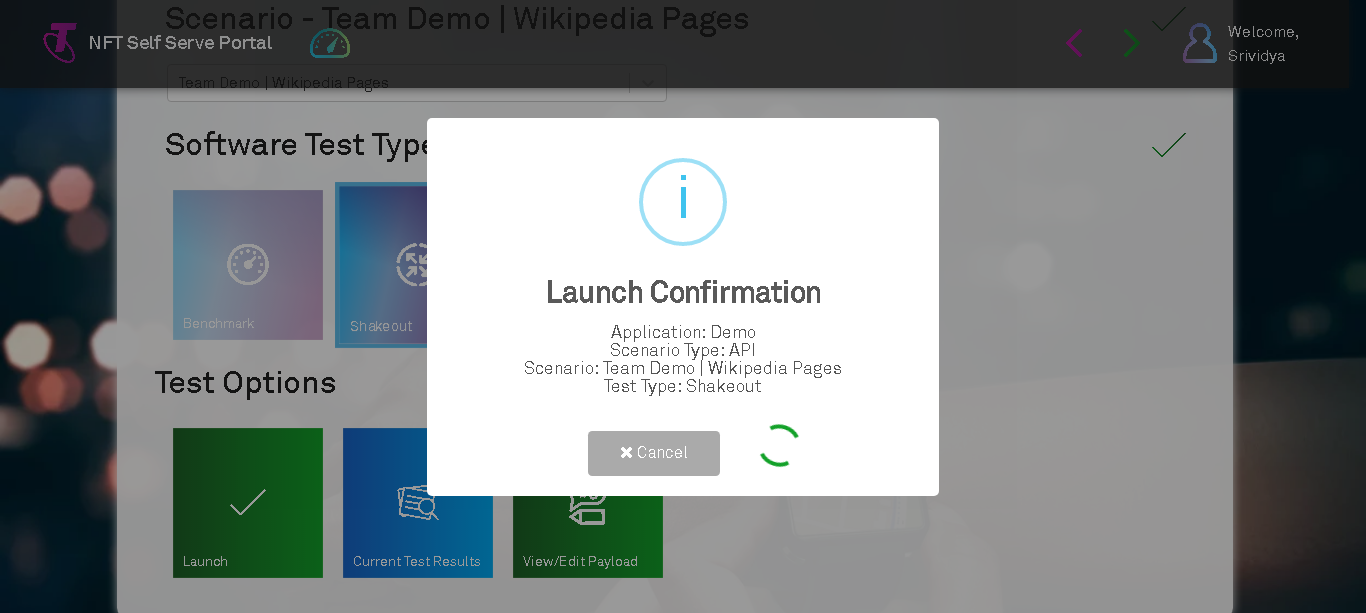 Scenario - Team Demo | Wikipedia Pages
NFT Self Serve Portal
Welcome,
Srividya
Team Demo | Wikipedia Pages
Software Test Type
Benchmark
Shakeout
Launch Confirmation
Application: Demo
Scenario Type: API
Scenario: Team Demo | Wikipedia Pages
Test Type: Shakeout
Cancel
Test Options
Launch
Current Test Results
View/Edit Payload